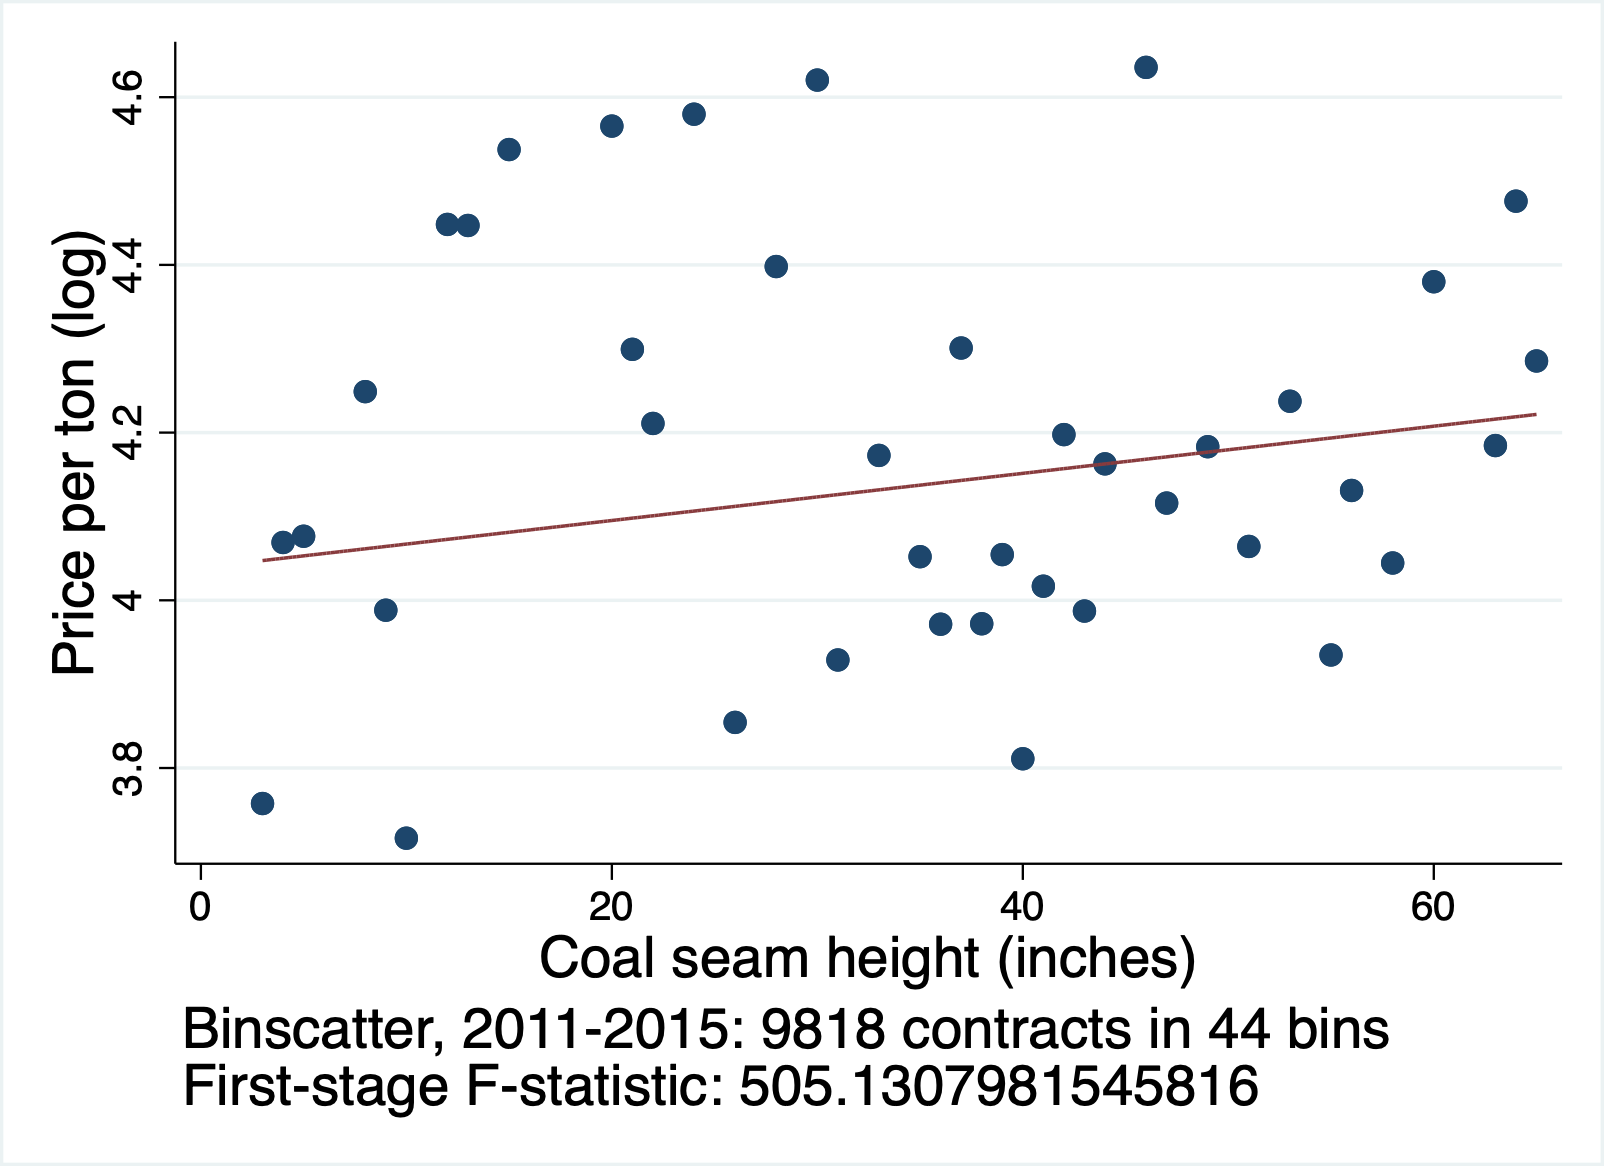 Price per ton (log)
4.6
4.4
4.2
4
3.8
0 20 40 60
Coal seam height (inches)
Binscatter, 2011-2015: 9818 contracts in 44 bins
First-stage F-statistic: 505.1307981545816